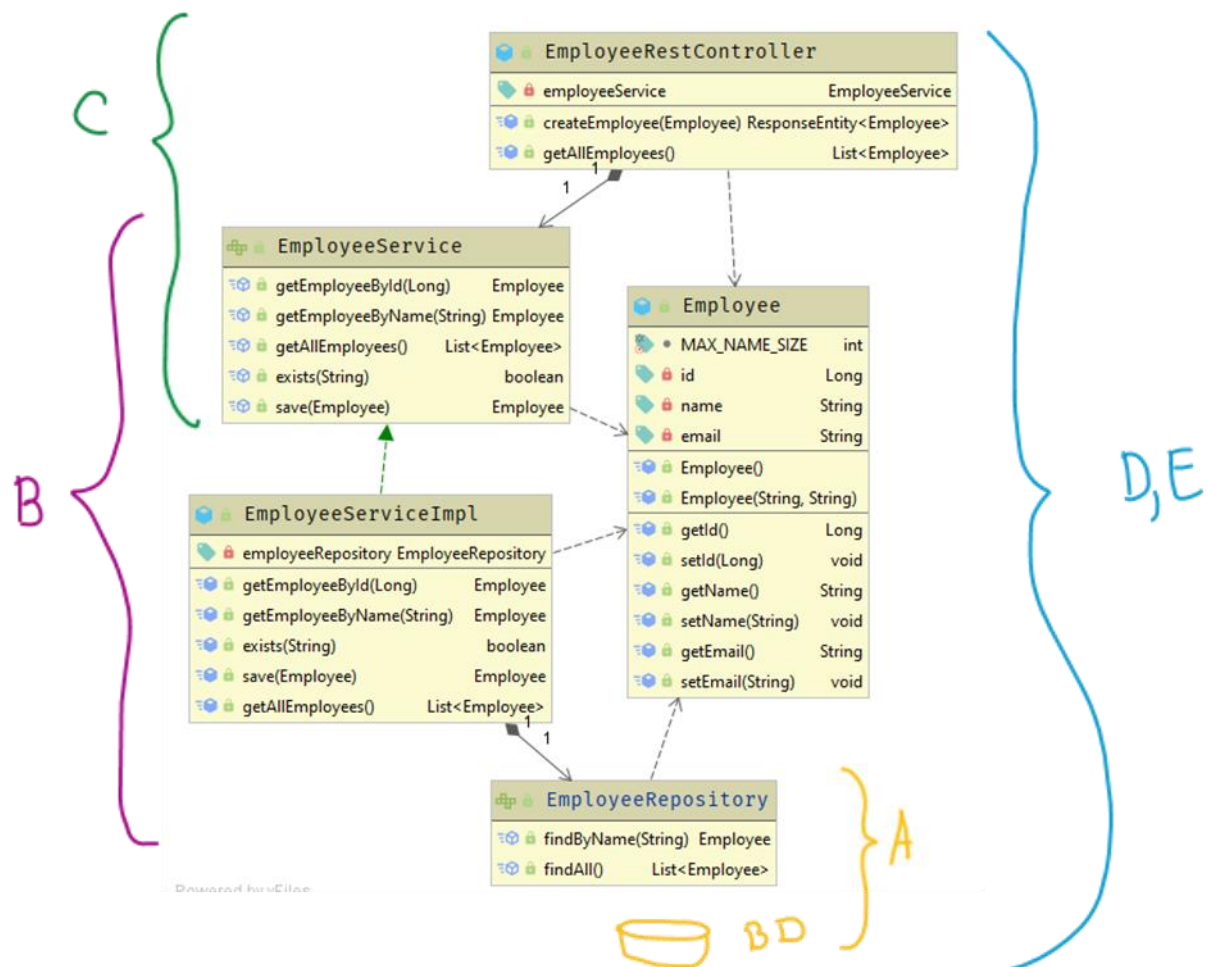 C
B
D,E
A
BD
EmployeeRestController
employeeService EmployeeService
createEmployee(Employee) ResponseEntity<Employee>
getAllEmployees() List<Employee>
1
1
EmployeeService
getEmployeeById(Long) Employee
getEmployeeByName(String) Employee
getAllEmployees() List<Employee>
exists(String) boolean
save(Employee) Employee
Employee
MAX_NAME_SIZE int
id Long
name String
email String
Employee()
Employee(String, String)
getId() Long
setId(Long) void
getName() String
setName(String) void
getEmail() String
setEmail(String) void
EmployeeServiceImpl
employeeRepository EmployeeRepository
getEmployeeById(Long) Employee
getEmployeeByName(String) Employee
exists(String) boolean
save(Employee) Employee
getAllEmployees() List<Employee>
1
1
EmployeeRepository
findByName(String) Employee
findAll() List<Employee>
Powered by yFiles